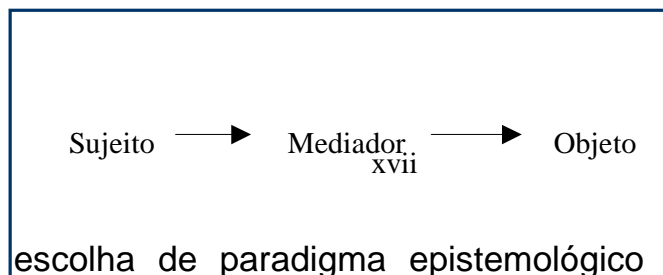 Sujeito Mediador Objeto
xvii
escolha de paradigma epistemológico